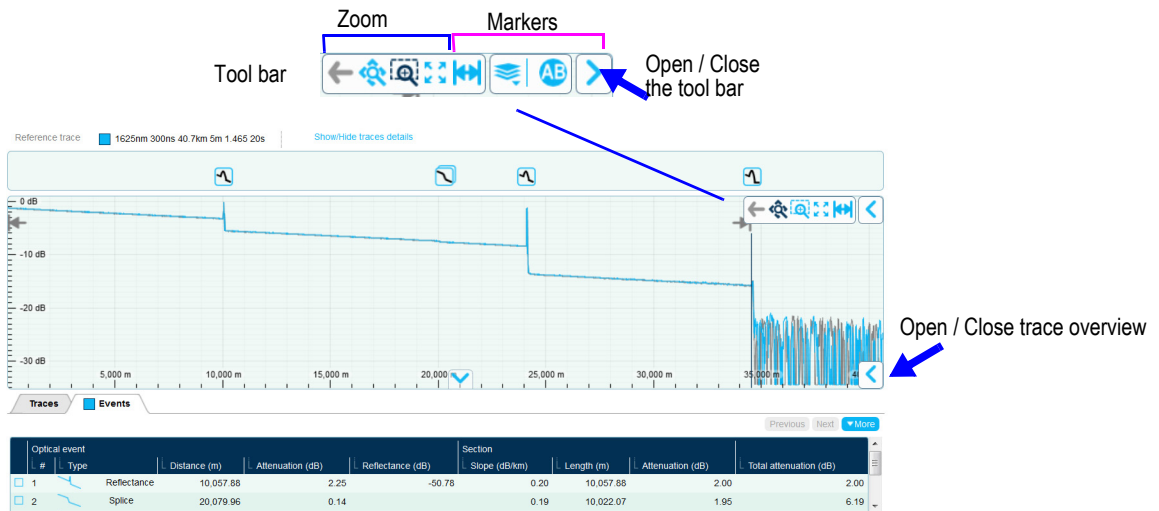 Zoom
Markers
Tool bar
AB
Open / Close
the tool bar
Reference trace
1625nm 300ns 40.7km 5m 1.465 20s
Show/Hide traces details
0 dB
-10 dB
-20 dB
-30 dB
5,000 m
10,000 m
15,000 m
20,000
25,000 m
30,000 m
35,000 m
Open / Close trace overview
Traces
Events
Previous
Next
More
Optical event
Section
#
Type
Distance (m)
Attenuation (dB)
Reflectance (dB)
Slope (dB/km)
Length (m)
Attenuation (dB)
Total attenuation (dB)
1 Reflectance 10,057.88 2.25 -50.78 0.20 10,057.88 2.00 2.00
2 Splice 20,079.96 0.14 0.19 10,022.07 1.95 6.19